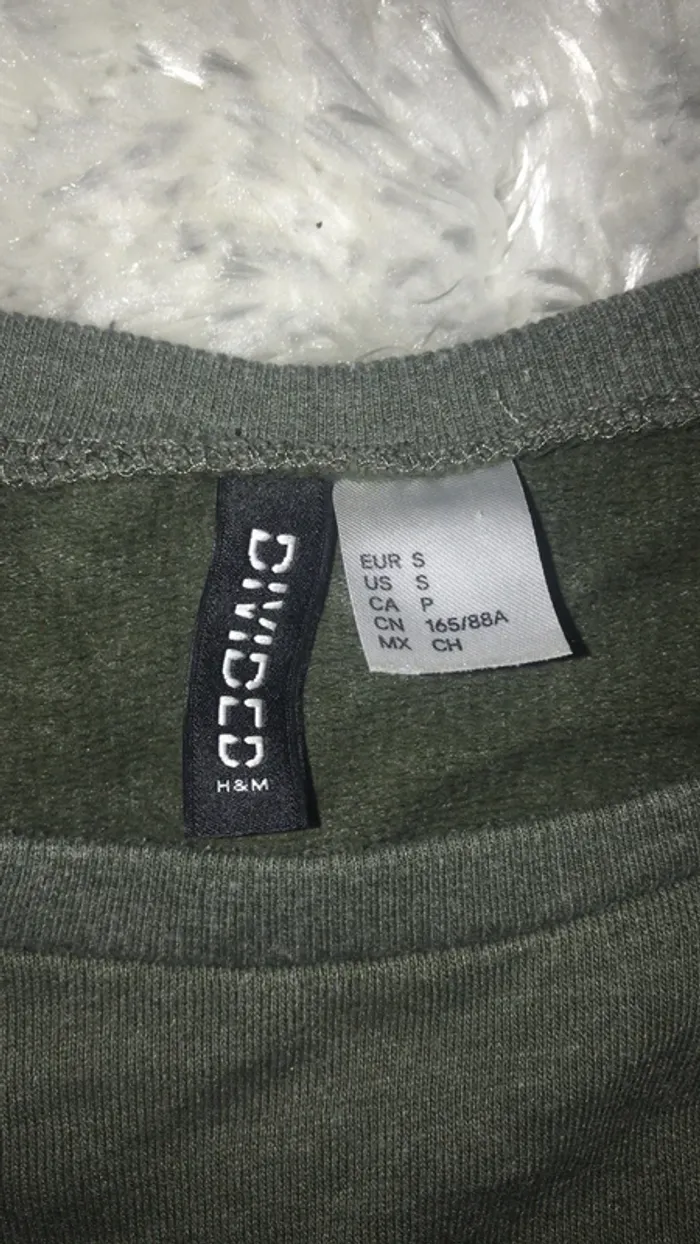 DIVIDED
H&M
EUR S
US S
CA P
CN 165/88A
MX CH